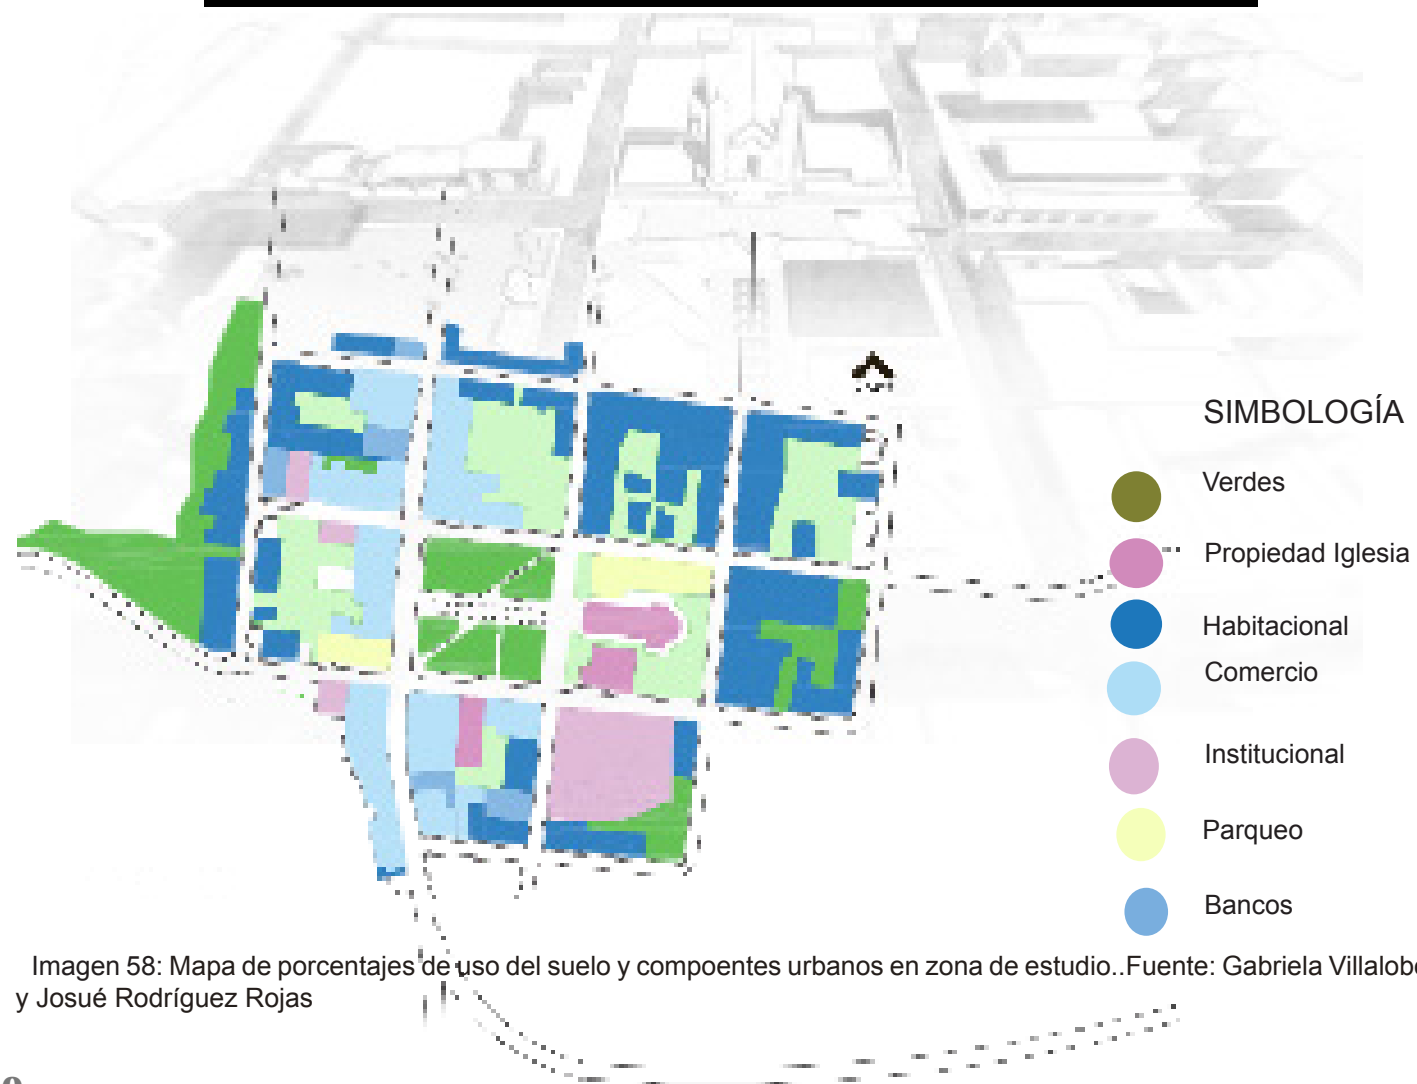 SIMBOLOGÍA
Verdes
Propiedad Iglesia
Habitacional
Comercio
Institucional
Parqueo
Bancos
Imagen 58: Mapa de porcentajes de uso del suelo y compoentes urbanos en zona de estudio..Fuente: Gabriela
y Josué Rodríguez Rojas